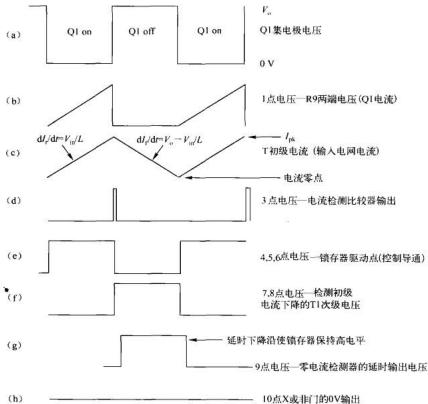 V_o
(a) Q1 on Q1 off Q1 on Q1集电极电压
0 V
(b) 1点电压—R9两端电压(Q1电流)
dI_r/dt=V_in/L dI_f/dt=V_o−V_in/L I_pk
(c) T初级电流 (输入电网电流)
电流零点
(d) 3点电压—电流检测比较器输出
(e) 4,5,6点电压—锁存器驱动点(控制导通)
(f) 7,8点电压—检测初级
电流下降的T1次级电压
(g) 延时下降沿使锁存器保持高电平
9点电压—零电流检测器的延时输出电压
(h) 10点X或非门的0V输出